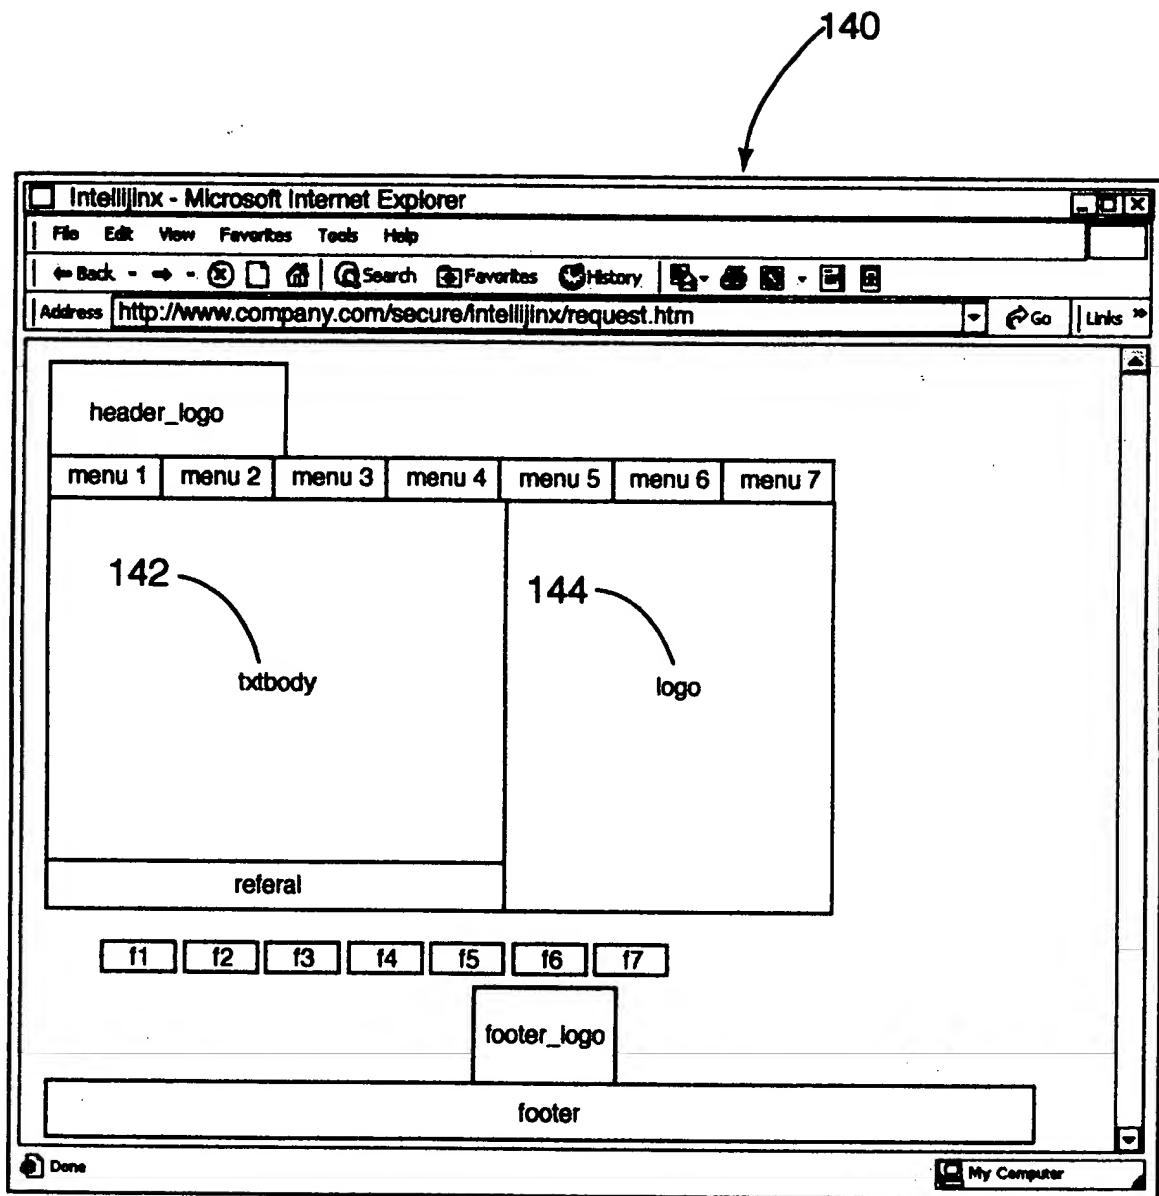 140
Intellijinx - Microsoft Internet Explorer
File Edit View Favorites Tools Help
Back Search Favorites History
Address http://www.company.com/secure/intellijinx/request.htm Go Links »
header_logo
menu 1 menu 2 menu 3 menu 4 menu 5 menu 6 menu 7
142
144
txtbody
logo
referal
f1 f2 f3 f4 f5 f6 f7
footer_logo
footer
Done My Computer